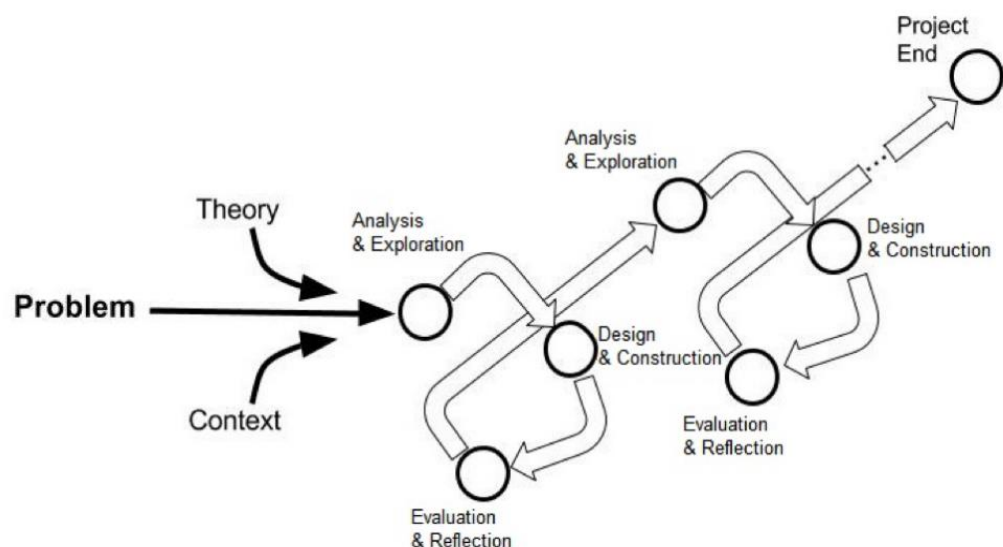 Project
End
Analysis
& Exploration
Theory
Analysis
& Exploration
Design
& Construction
Problem
Design
& Construction
Context
Evaluation
& Reflection
Evaluation
& Reflection